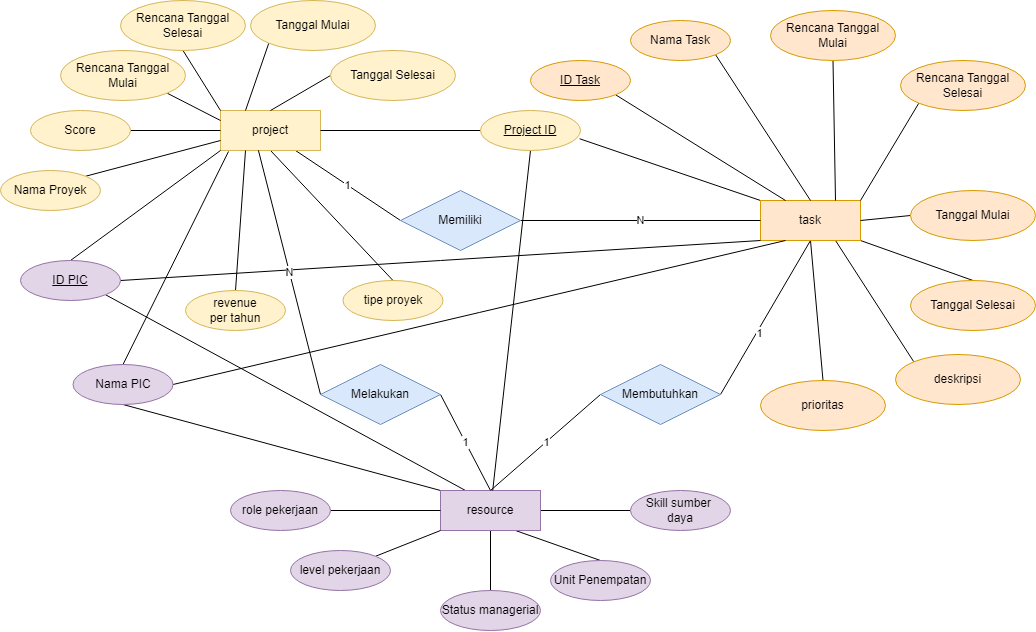 Rencana Tanggal
Selesai
Tanggal Mulai
Rencana Tanggal
Mulai
Tanggal Selesai
Score
project
Project ID
Nama Proyek
ID Task
Nama Task
Rencana Tanggal
Mulai
Rencana Tanggal
Selesai
1
Memiliki
N
task
Tanggal Mulai
ID PIC
N
revenue
per tahun
tipe proyek
Tanggal Selesai
1
Nama PIC
Melakukan
Membutuhkan
prioritas
deskripsi
1
1
role pekerjaan
resource
Skill sumber
daya
level pekerjaan
Status managerial
Unit Penempatan